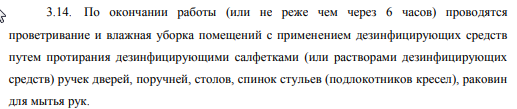 3.14. По окончании работы (или не реже чем через 6 часов) проводятся
проветривание и влажная уборка помещений с применением дезинфицирующих средств
путем протирания дезинфицирующими салфетками (или растворами дезинфицирующих
средств) ручек дверей, поручней, столов, спинок стульев (подлокотников кресел), раковин
для мытья рук.